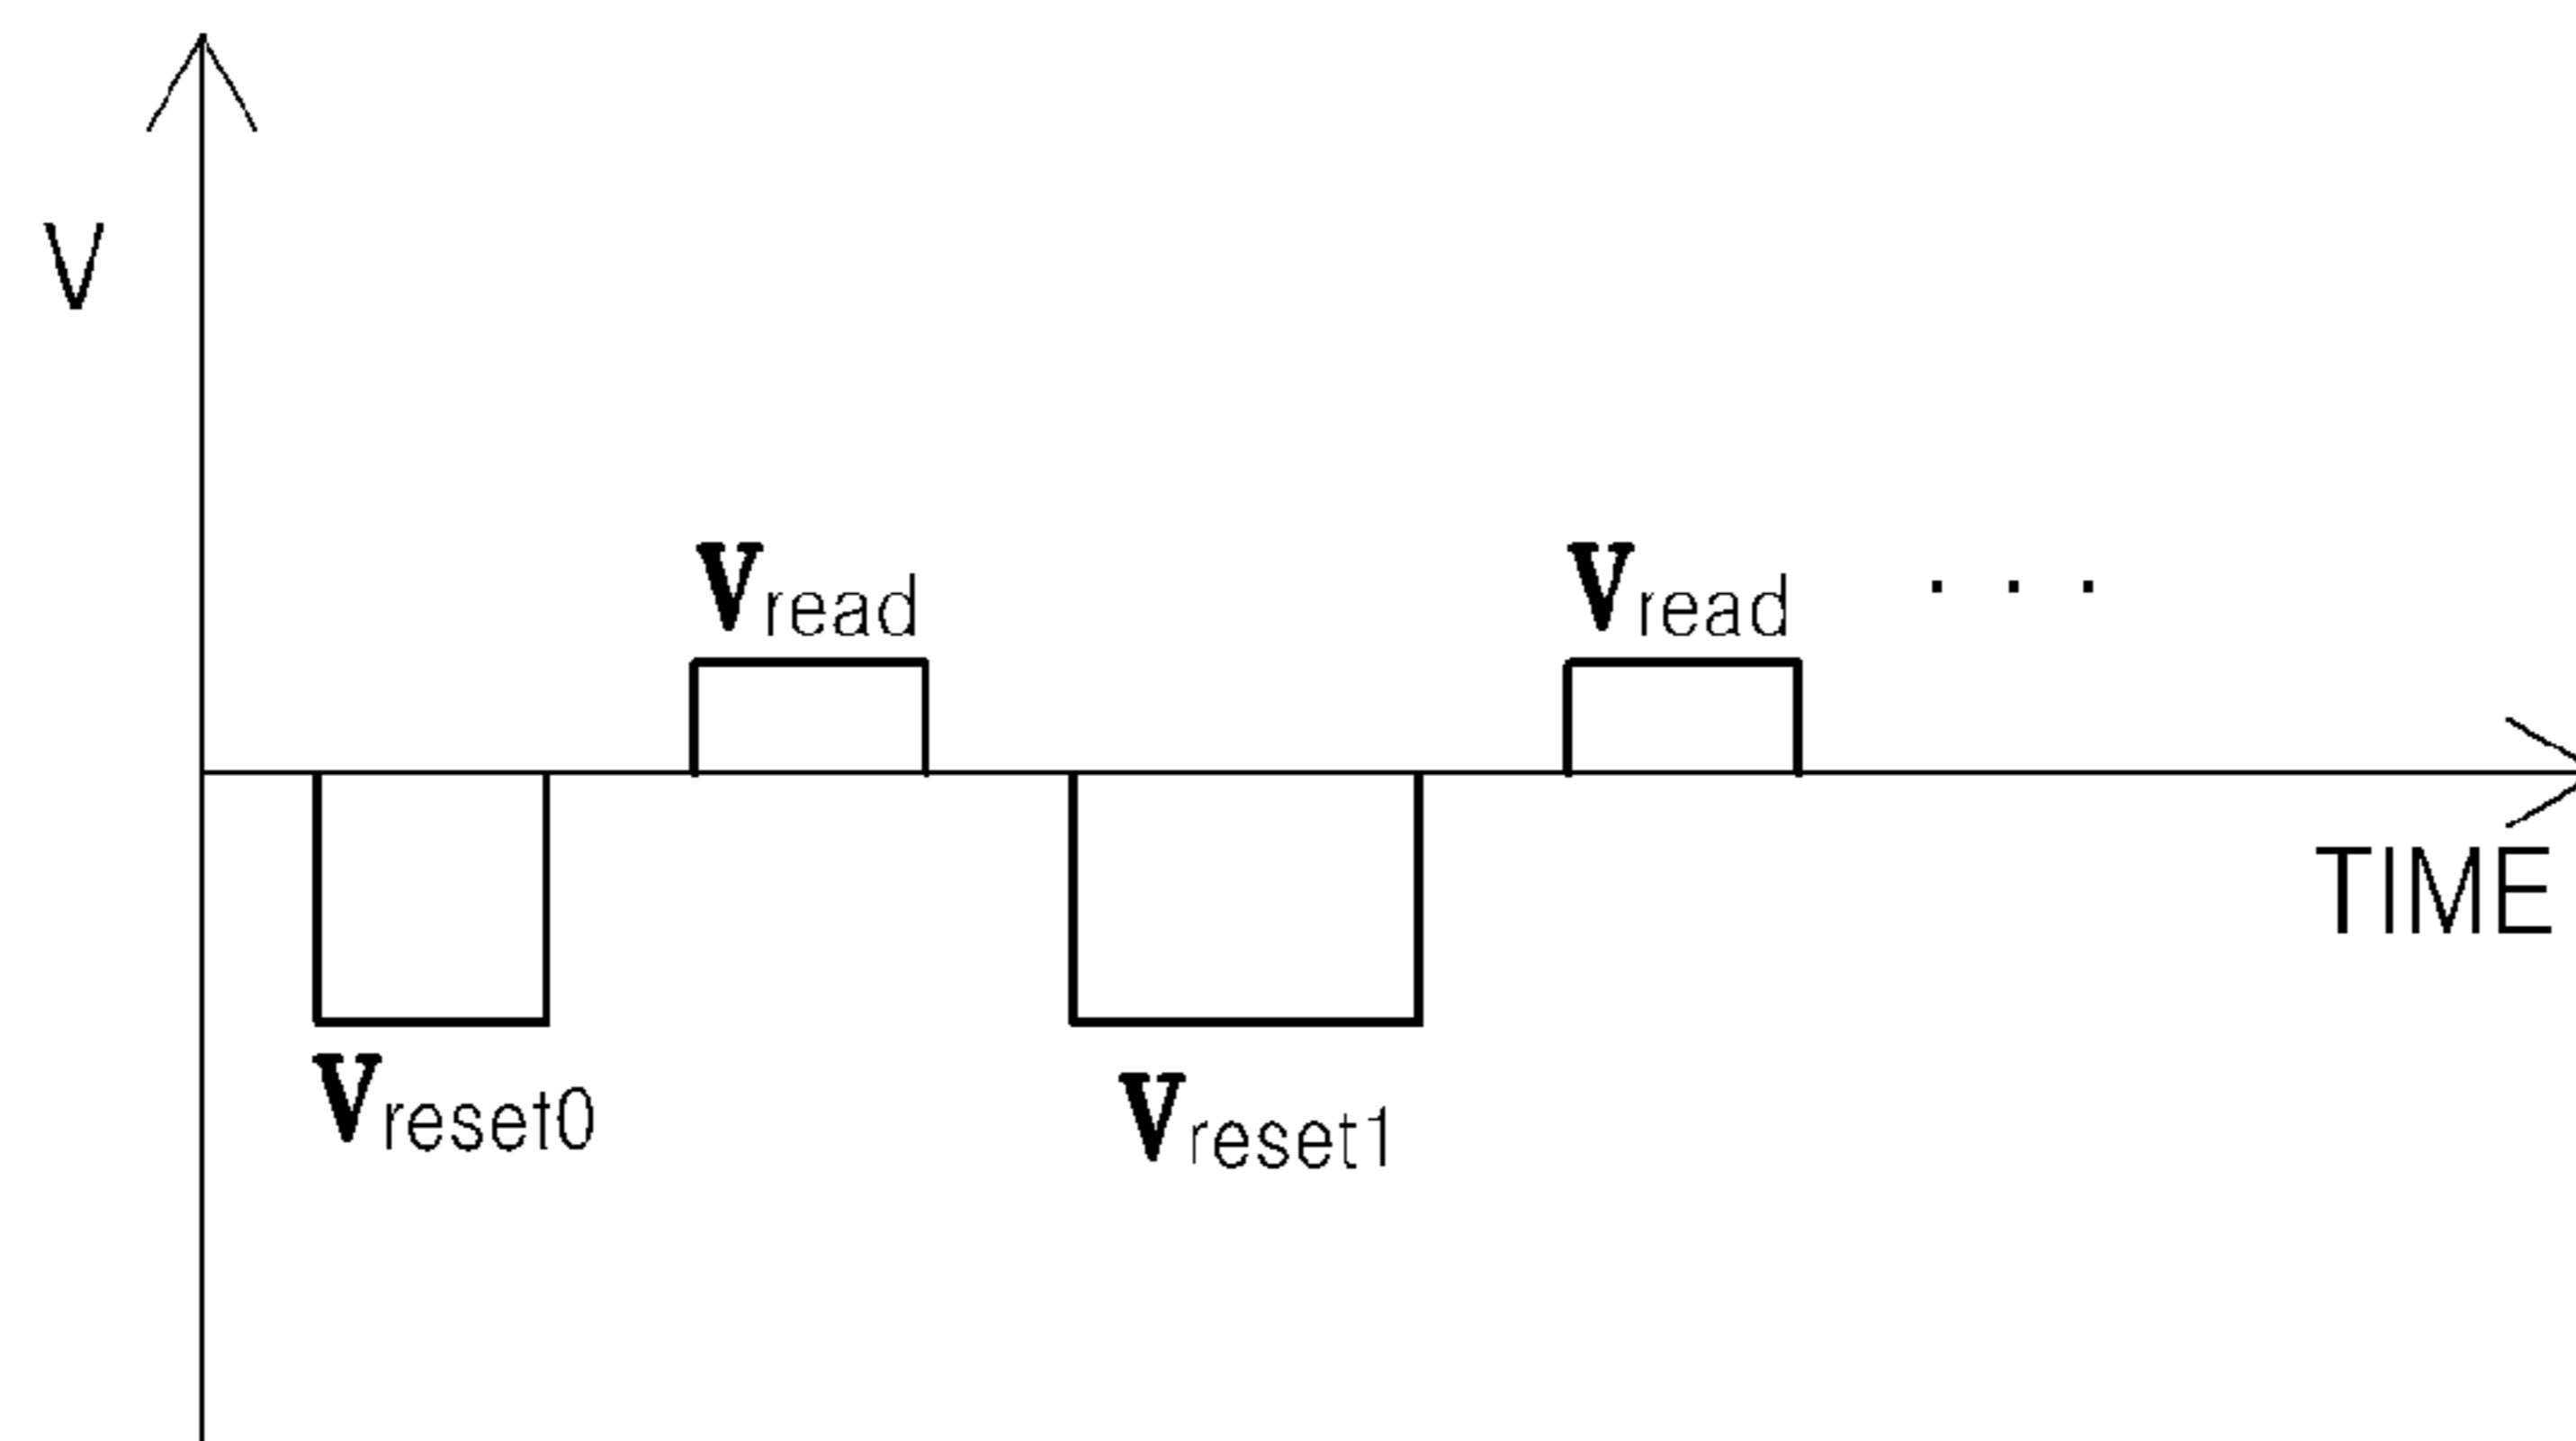 V
Vread
Vread
. . .
TIME
Vreset0
Vreset1